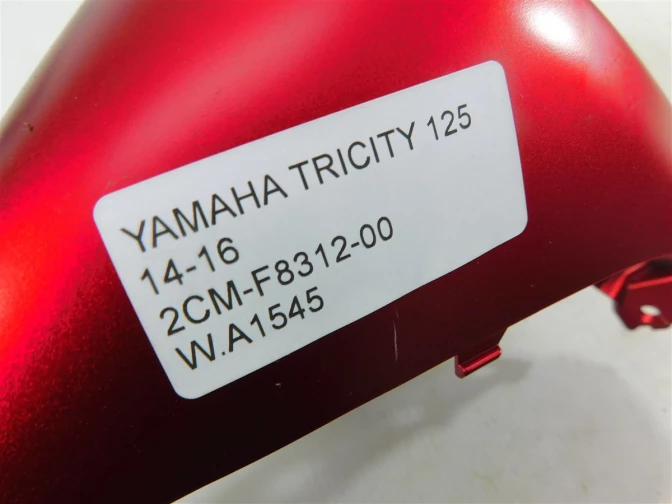 YAMAHA TRICITY 125
14-16
2CM-F8312-00
W.A1545